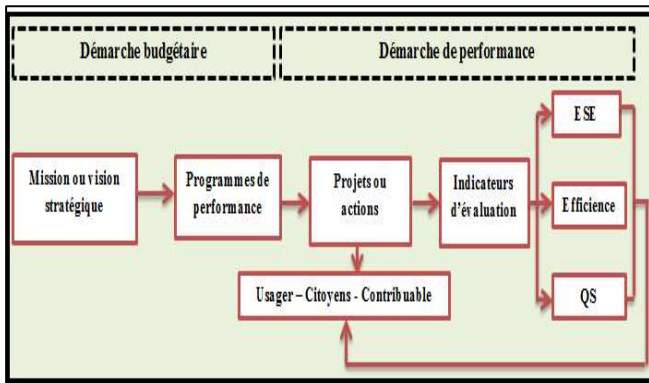 Démarche budgétaire
Démarche de performance
Mission ou vision
stratégique
Programmes de
performance
Projets ou
actions
Indicateurs
d'évaluation
ESE
Efficience
QS
Usager – Citoyens - Contribuable